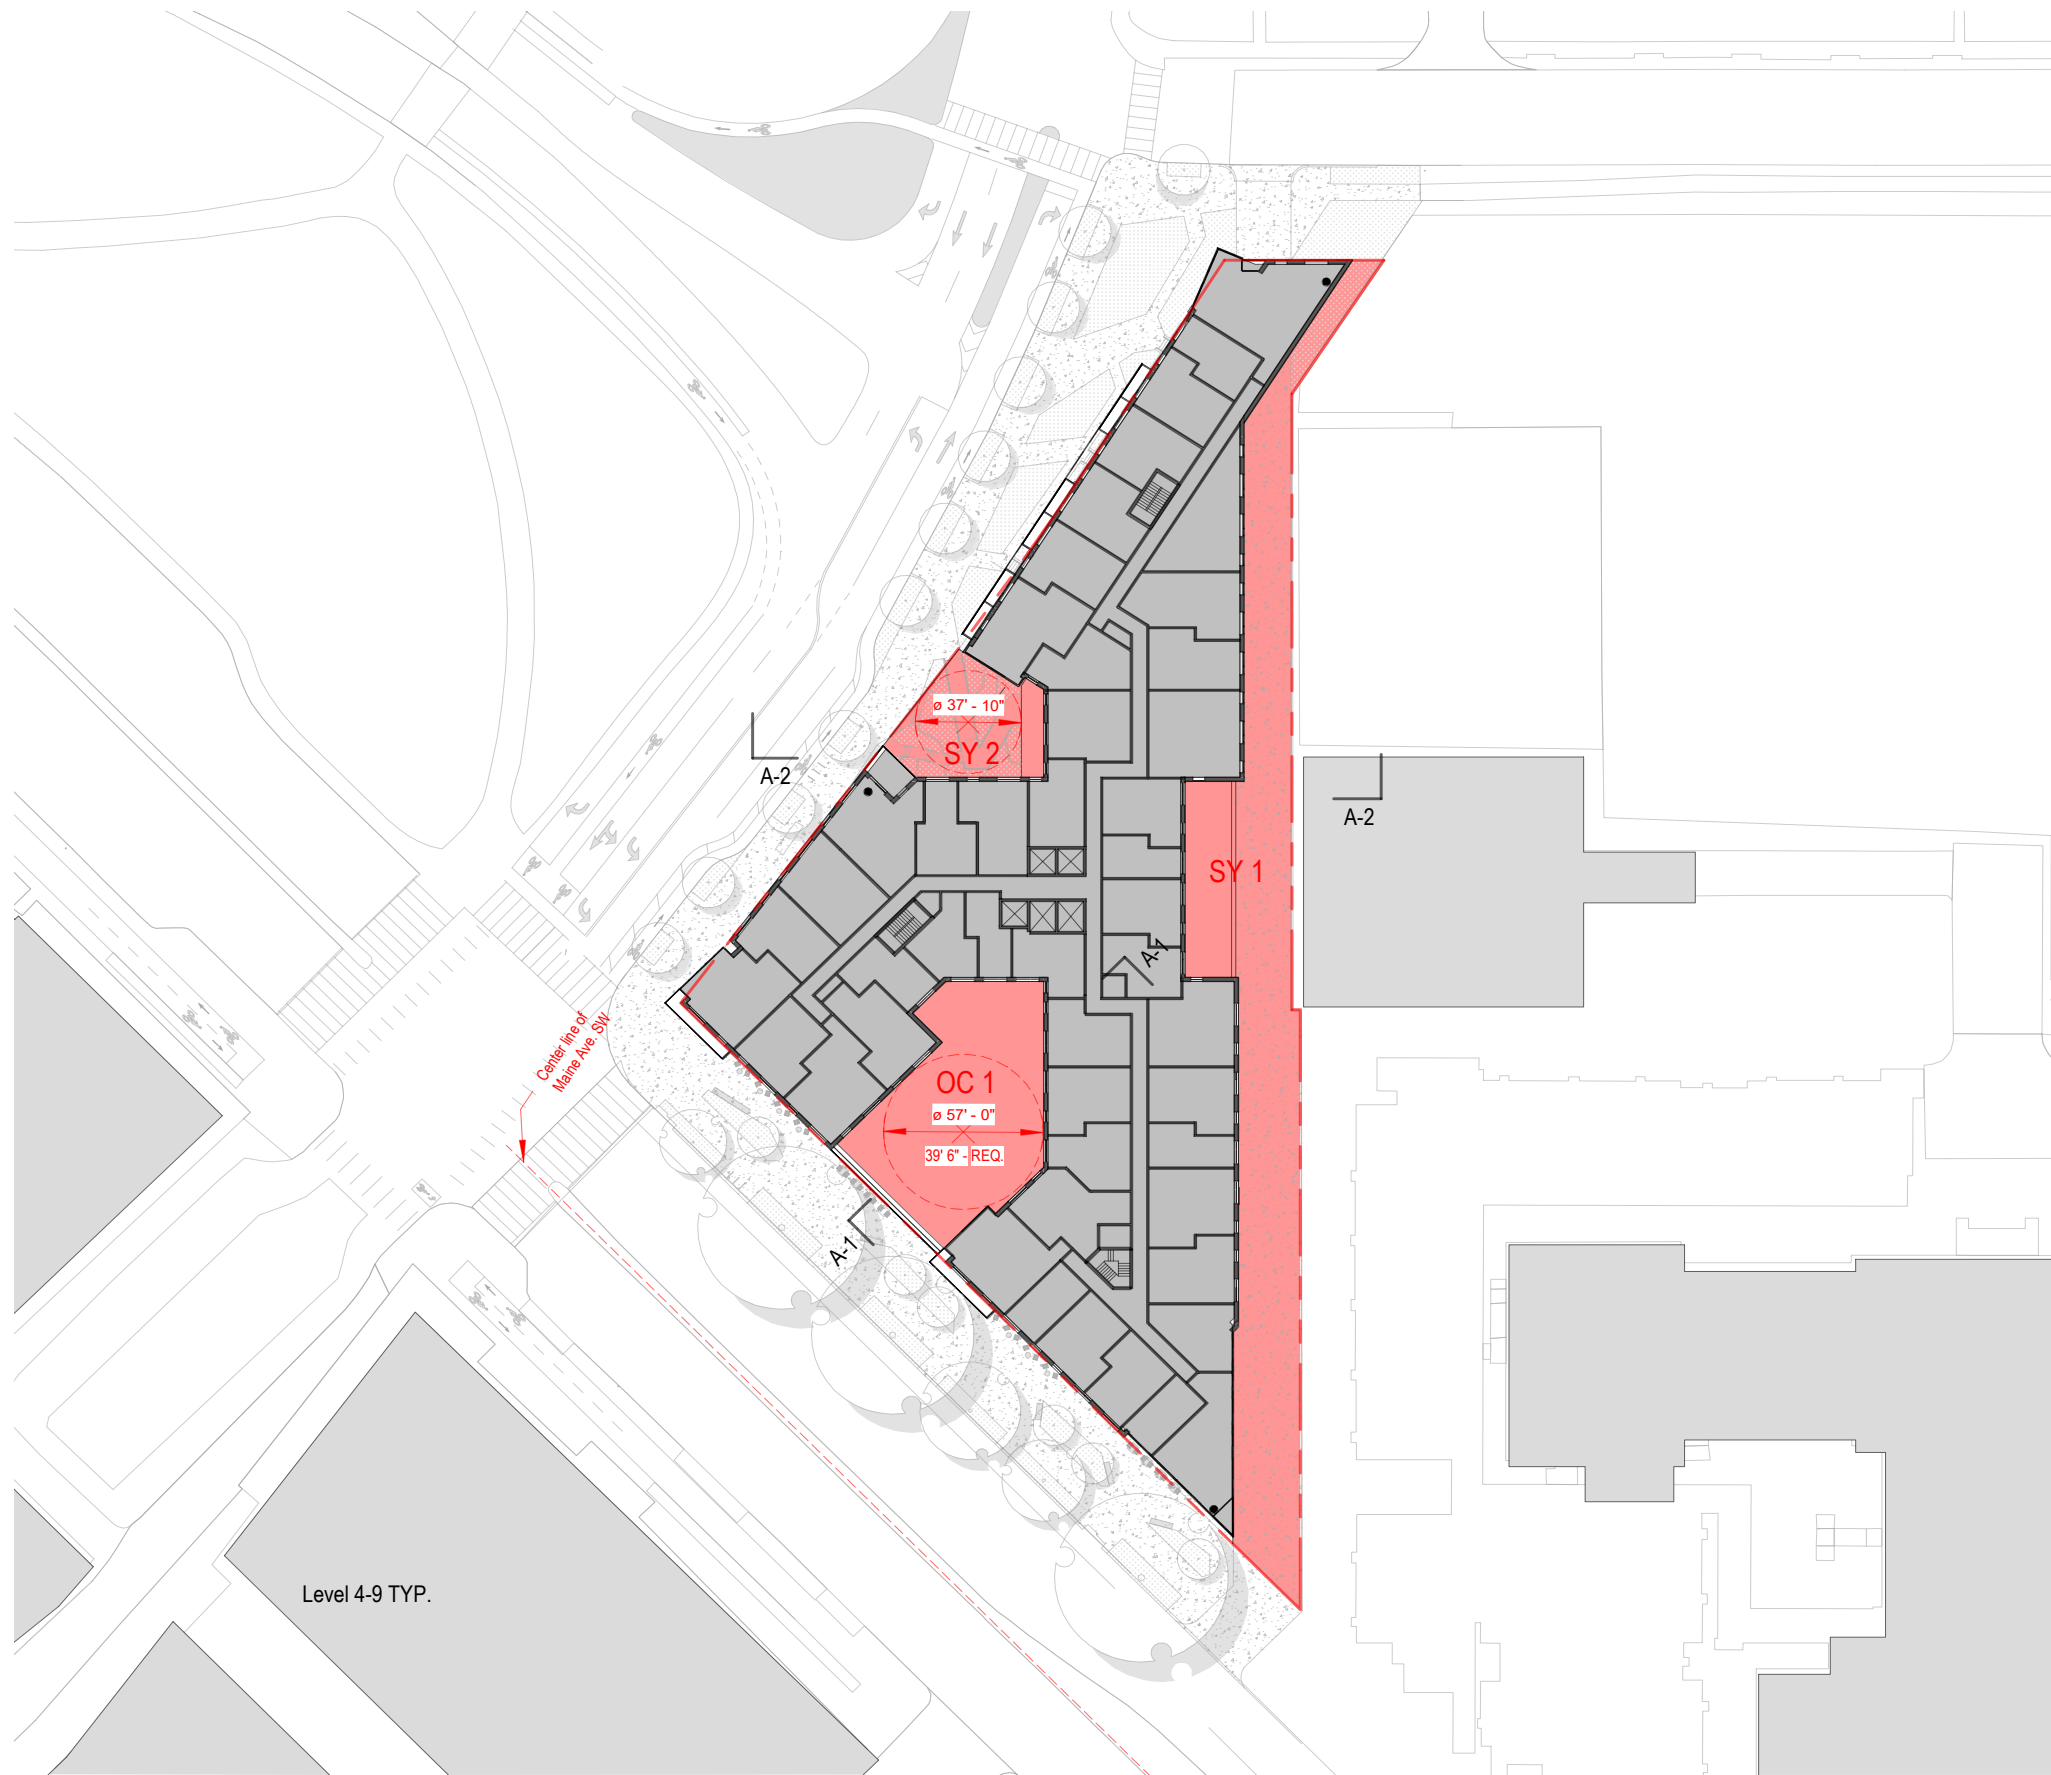 ø 37' - 10"
SY 2
A-2
A-2
SY 1
A-1
Center line of
Maine Ave. SW
OC 1
ø 57' - 0"
39' 6" - REQ.
A-1
Level 4-9 TYP.